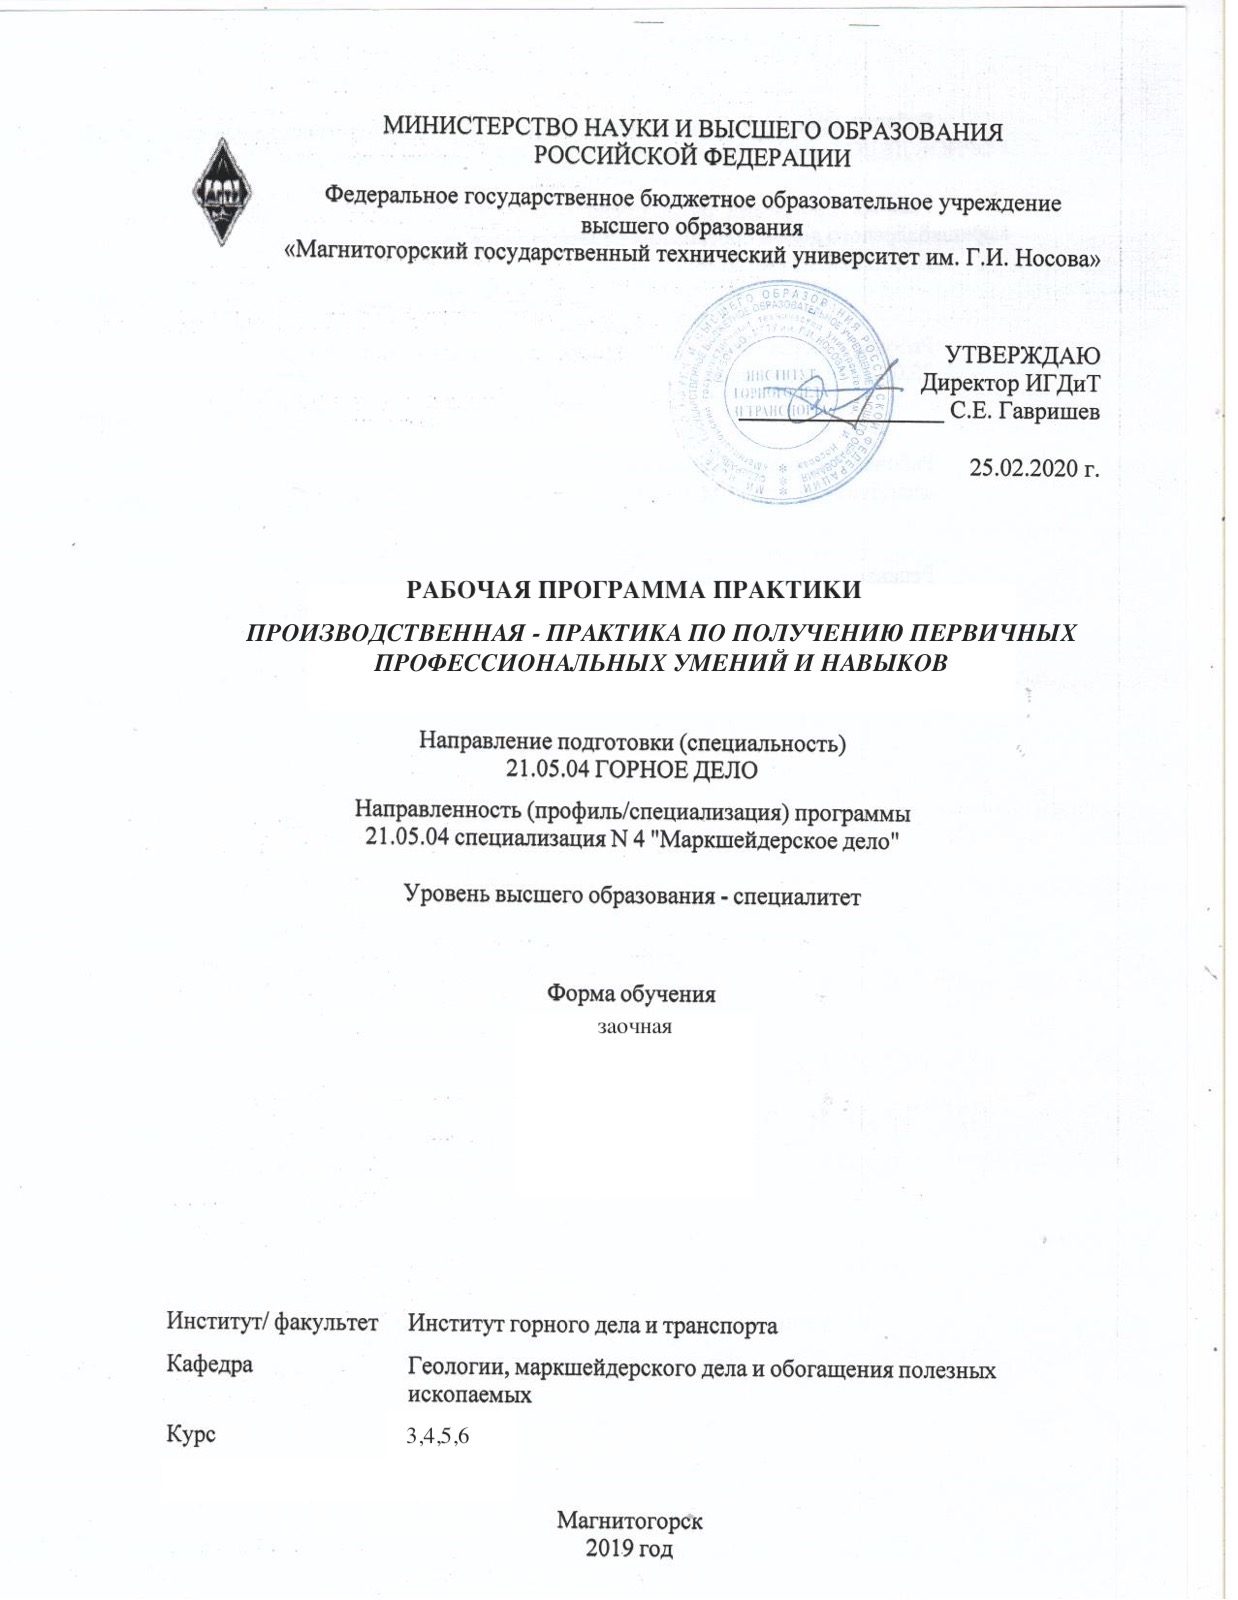 МИНИСТЕРСТВО НАУКИ И ВЫСШЕГО ОБРАЗОВАНИЯ
РОССИЙСКОЙ ФЕДЕРАЦИИ
Федеральное государственное бюджетное образовательное учреждение
высшего образования
«Магнитогорский государственный технический университет им. Г.И. Носова»
УТВЕРЖДАЮ
Директор ИГДиТ
С.Е. Гавришев
ИНСТИТУТ
ГОРНОГО ДЕЛА
И ТРАНСПОРТА
25.02.2020 г.
РАБОЧАЯ ПРОГРАММА ПРАКТИКИ
ПРОИЗВОДСТВЕННАЯ - ПРАКТИКА ПО ПОЛУЧЕНИЮ ПЕРВИЧНЫХ
ПРОФЕССИОНАЛЬНЫХ УМЕНИЙ И НАВЫКОВ
Направление подготовки (специальность)
21.05.04 ГОРНОЕ ДЕЛО
Направленность (профиль/специализация) программы
21.05.04 специализация N 4 "Маркшейдерское дело"
Уровень высшего образования - специалитет
Форма обучения
заочная
Институт/ факультет Институт горного дела и транспорта
Кафедра Геологии, маркшейдерского дела и обогащения полезных
ископаемых
Курс 3,4,5,6
Магнитогорск
2019 год